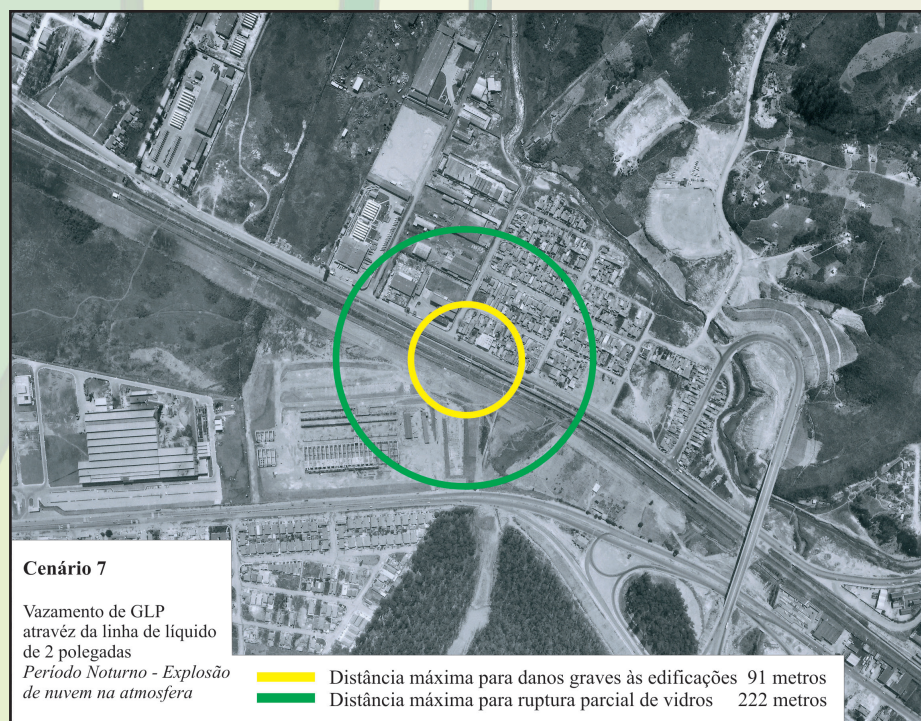 Cenário 7
Vazamento de GLP
atravéz da linha de líquido
de 2 polegadas
Período Noturno - Explosão
de nuvem na atmosfera
Distância máxima para danos graves às edificações 91 metros
Distância máxima para ruptura parcial de vidros 222 metros